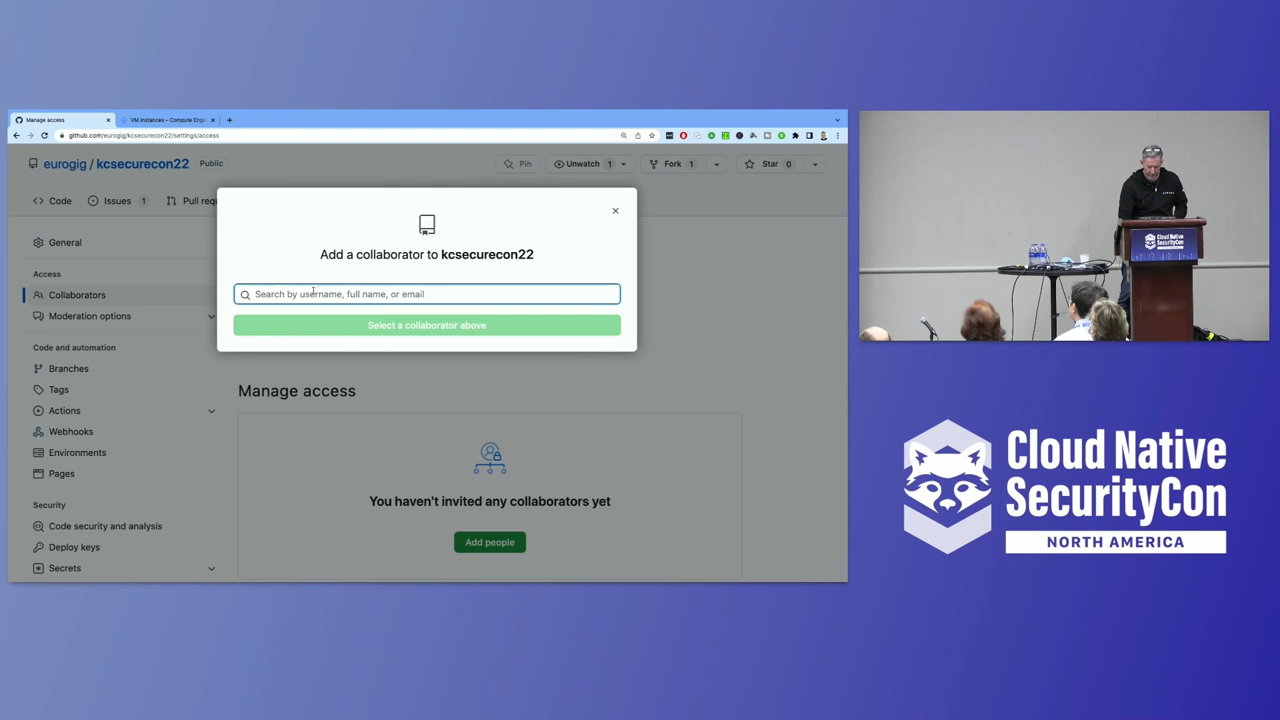 Manage access
VM instances – Compute Engi
github.com/eurogig/kcsecurecon22/settings/access
eurogig / kcsecurecon22
Public
Pin
Unwatch 1
Fork 1
Star 0
Code
Issues 1
Pull requ
General
Access
Collaborators
Moderation options
Code and automation
Branches
Tags
Actions
Webhooks
Environments
Pages
Security
Code security and analysis
Deploy keys
Secrets
Add a collaborator to kcsecurecon22
Search by username, full name, or email
Select a collaborator above
Manage access
You haven't invited any collaborators yet
Add people
Cloud Native
SecurityCon
Cloud Native
SecurityCon
NORTH AMERICA